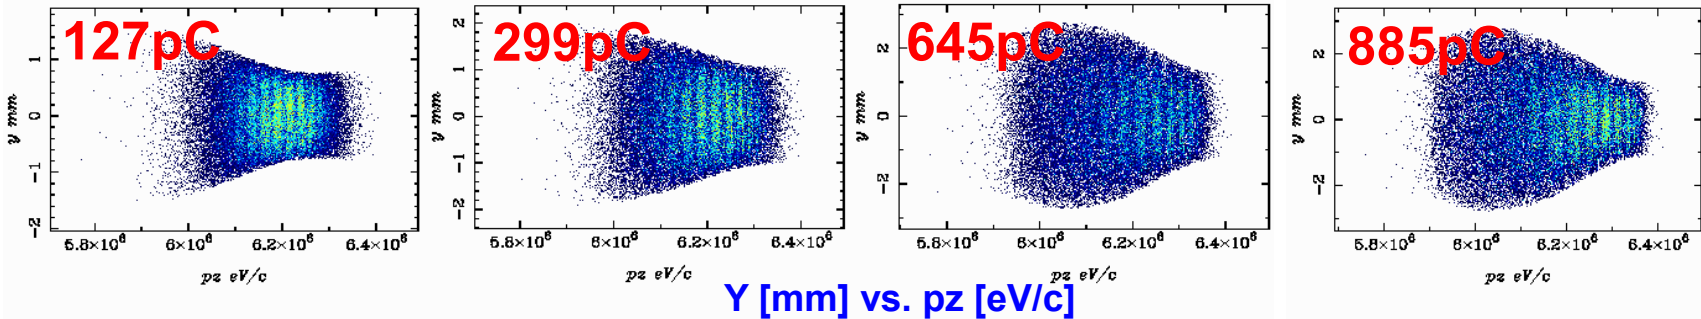 127pC
1
0
−1
−2
y mm
5.8×10⁶ 6×10⁶ 6.2×10⁶ 6.4×10⁶
pz eV/c
299pC
2
1
0
−1
−2
y mm
5.8×10⁶ 6×10⁶ 6.2×10⁶ 6.4×10⁶
pz eV/c
645pC
2
0
−2
y mm
5.8×10⁶ 6×10⁶ 6.2×10⁶ 6.4×10⁶
pz eV/c
885pC
2
0
−2
y mm
5.8×10⁶ 6×10⁶ 6.2×10⁶ 6.4×10⁶
pz eV/c
Y [mm] vs. pz [eV/c]